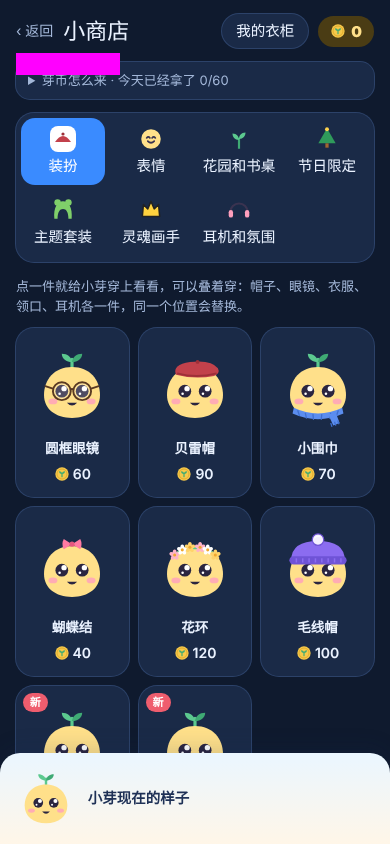 ‹ 返回 小商店 我的衣柜 0
▶ 芽币怎么来 · 今天已经拿了 0/60
装扮 表情 花园和书桌 节日限定
主题套装 灵魂画手 耳机和氛围
点一件就给小芽穿上看看，可以叠着穿：帽子、眼镜、衣服、
领口、耳机各一件，同一个位置会替换。
圆框眼镜 贝雷帽 小围巾
60 90 70
蝴蝶结 花环 毛线帽
40 120 100
新 新
小芽现在的样子